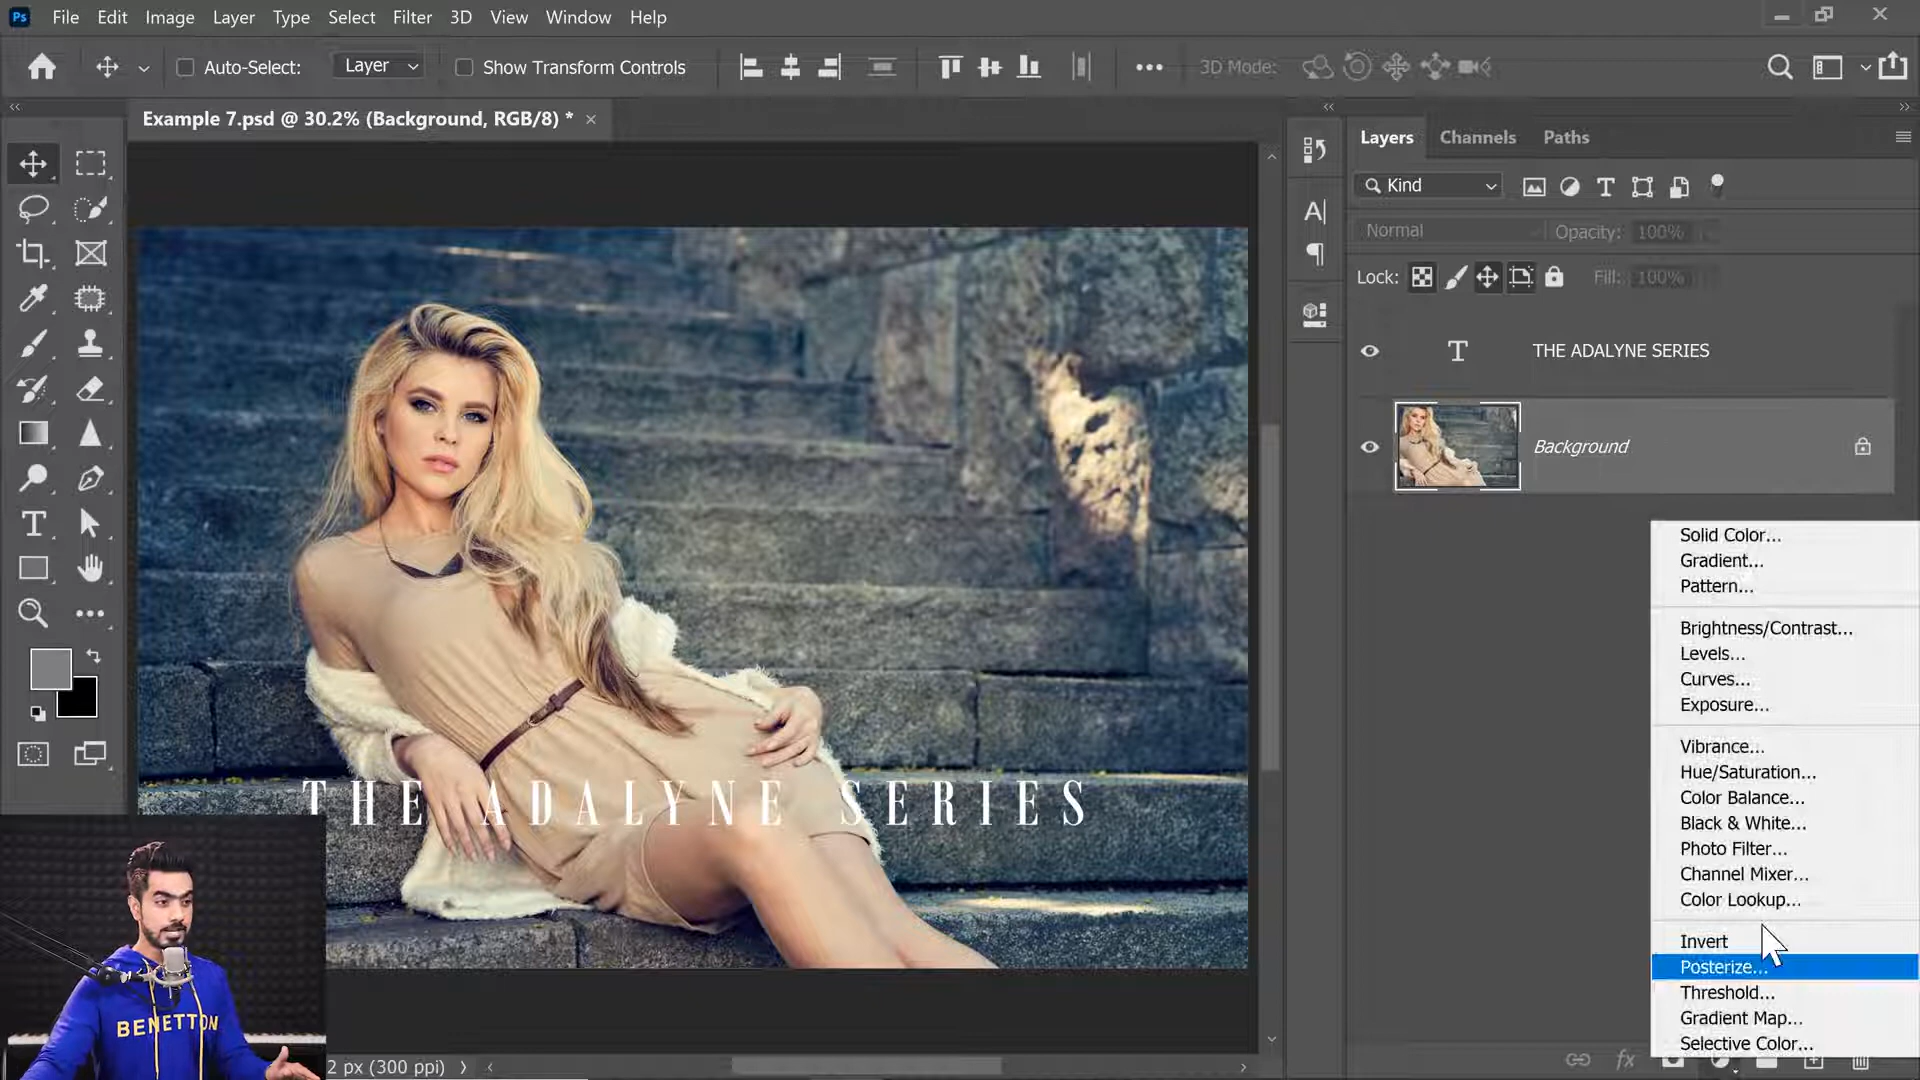 Ps File Edit Image Layer Type Select Filter 3D View Window Help
Auto-Select: Layer Show Transform Controls 3D Mode:
Example 7.psd @ 30.2% (Background, RGB/8) *
Layers Channels Paths
Kind
Normal Opacity: 100%
Lock: Fill: 100%
THE ADALYNE SERIES
Background
Solid Color...
Gradient...
Pattern...
Brightness/Contrast...
Levels...
Curves...
Exposure...
Vibrance...
Hue/Saturation...
Color Balance...
Black & White...
Photo Filter...
Channel Mixer...
Color Lookup...
Invert
Posterize...
Threshold...
Gradient Map...
Selective Color...
THE ADALYNE SERIES
BENETTON
2 px (300 ppi)
fx